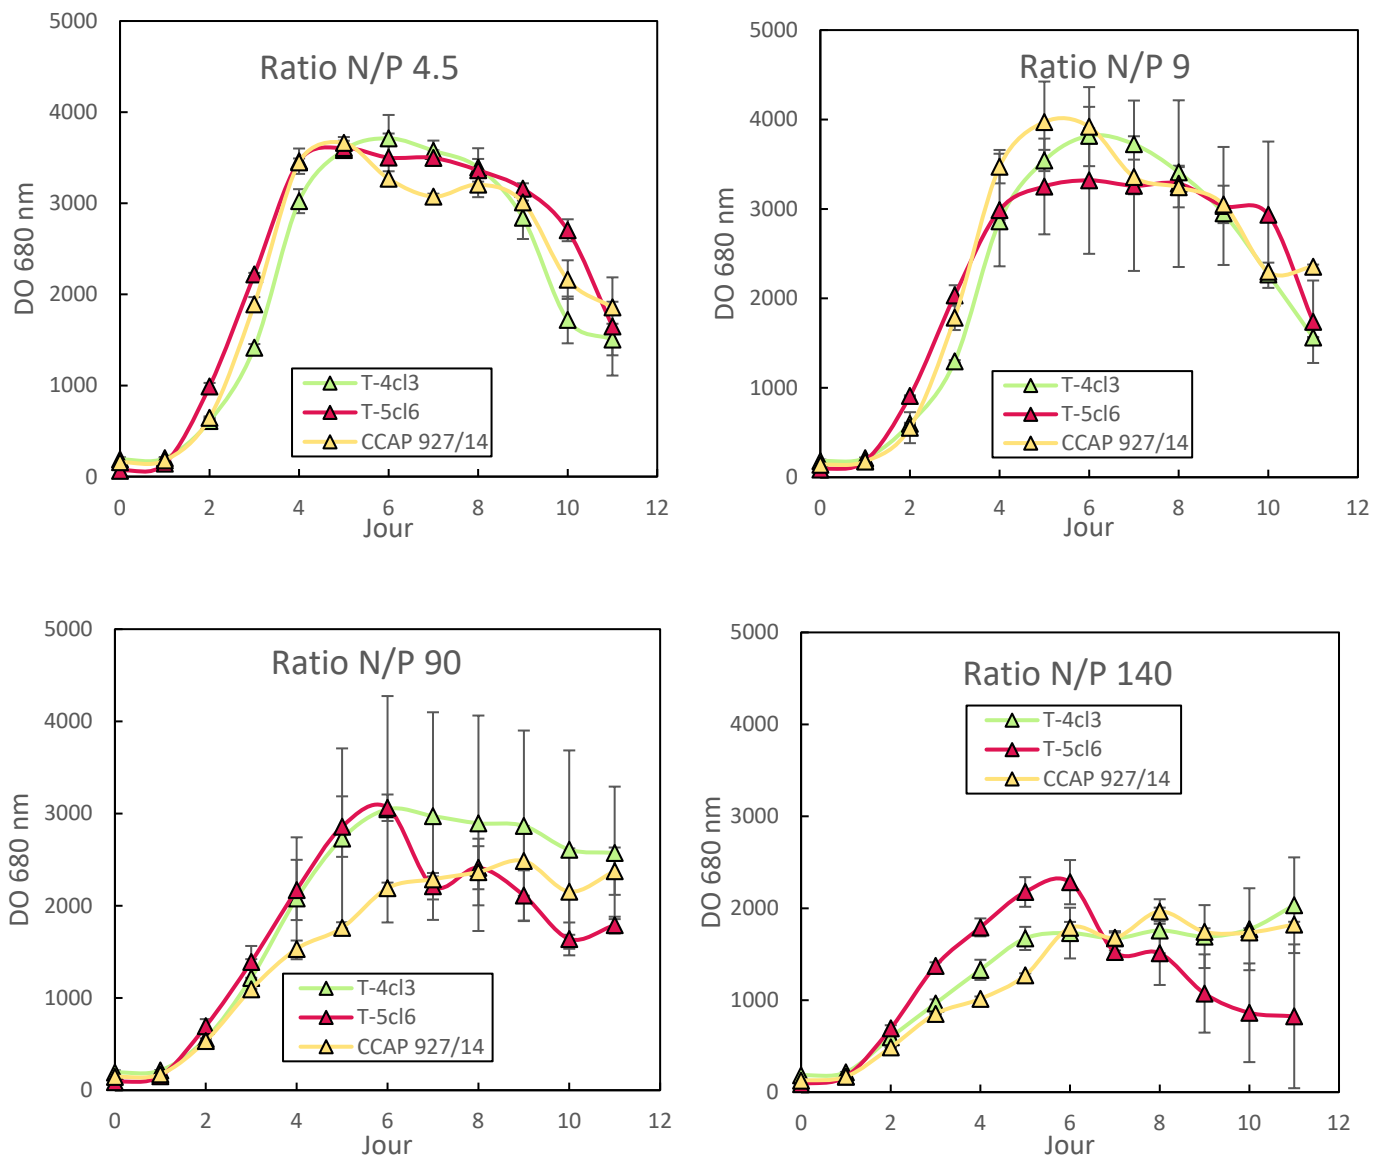 Ratio N/P 4.5
DO 680 nm
5000
4000
3000
2000
1000
0
T-4cl3
T-5cl6
CCAP 927/14
0 2 4 6 8 10 12
Jour
Ratio N/P 9
DO 680 nm
5000
4000
3000
2000
1000
0
T-4cl3
T-5cl6
CCAP 927/14
0 2 4 6 8 10 12
Jour
Ratio N/P 90
DO 680 nm
5000
4000
3000
2000
1000
0
T-4cl3
T-5cl6
CCAP 927/14
0 2 4 6 8 10 12
Jour
Ratio N/P 140
DO 680 nm
5000
4000
3000
2000
1000
0
T-4cl3
T-5cl6
CCAP 927/14
0 2 4 6 8 10 12
Jour